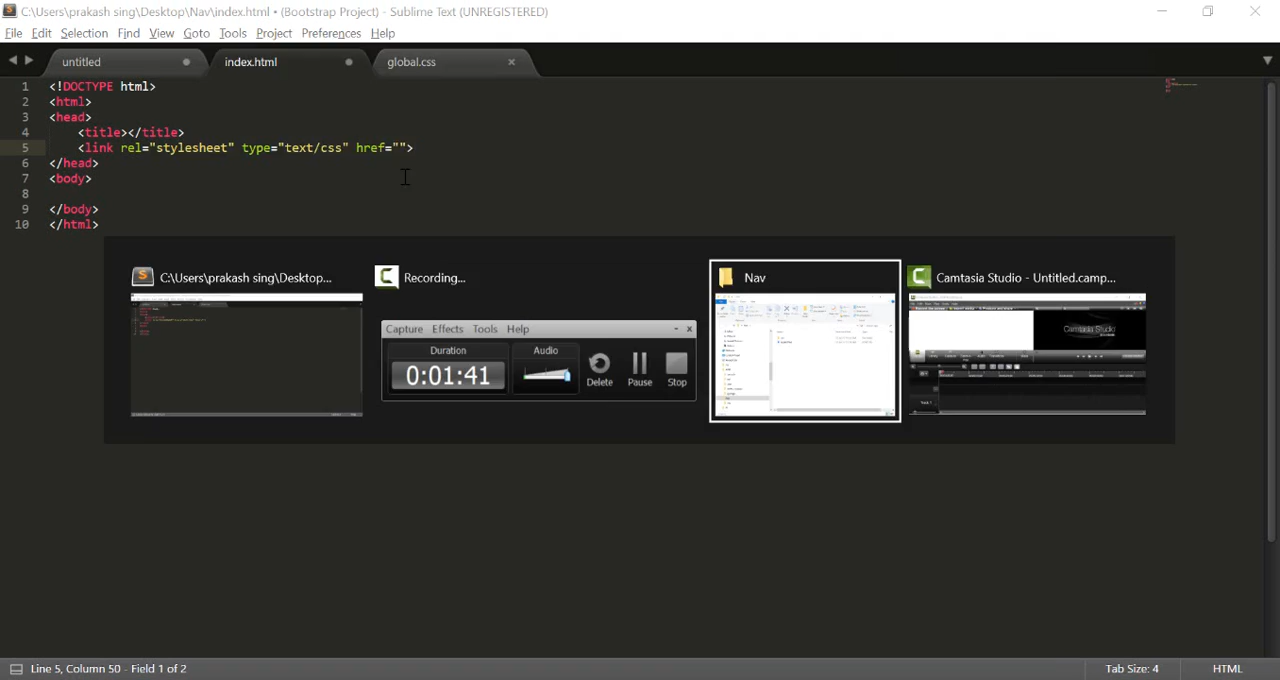 C:\Users\prakash sing\Desktop\Nav\index.html • (Bootstrap Project) - Sublime Text (UNREGISTERED)
File Edit Selection Find View Goto Tools Project Preferences Help
untitled index.html global.css
1 <!DOCTYPE html>
2 <html>
3 <head>
4 <title></title>
5 <link rel="stylesheet" type="text/css" href="">
6 </head>
7 <body>
8
9 </body>
10 </html>
C:\Users\prakash sing\Desktop... Recording... Nav Camtasia Studio - Untitled.camp...
Capture Effects Tools Help
Duration Audio
0:01:41 Delete Pause Stop
Camtasia Studio
Line 5, Column 50 - Field 1 of 2 Tab Size: 4 HTML